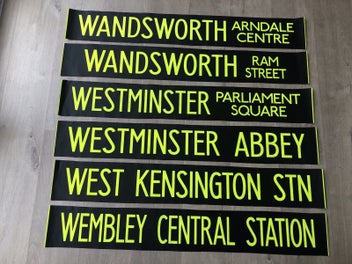 WANDSWORTH ARNDALE CENTRE
WANDSWORTH RAM STREET
WESTMINSTER PARLIAMENT SQUARE
WESTMINSTER ABBEY
WEST KENSINGTON STN
WEMBLEY CENTRAL STATION